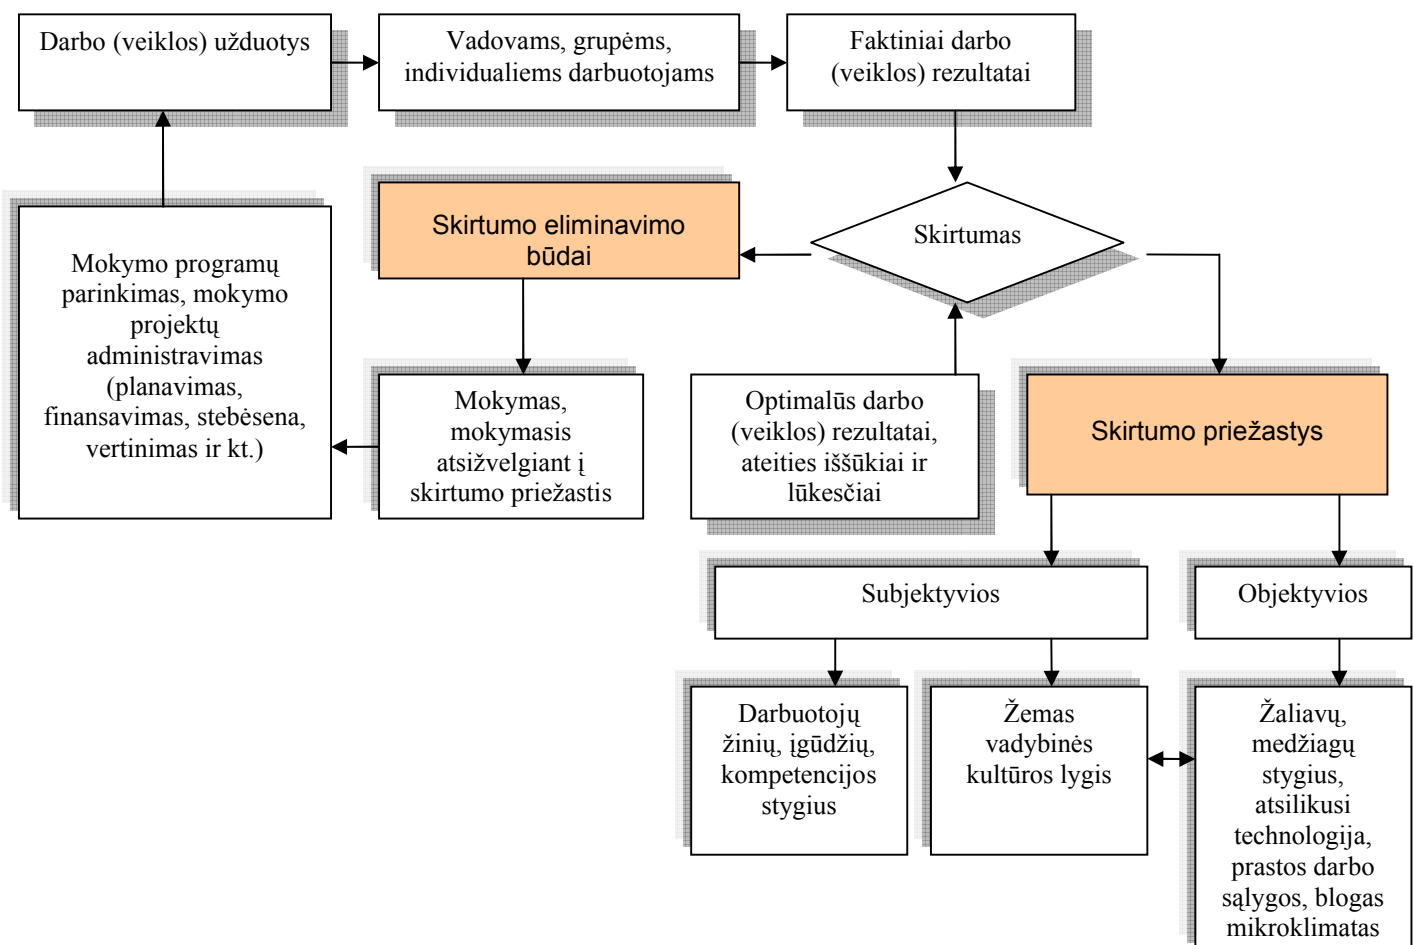 Darbo (veiklos) užduotys
Vadovams, grupėms,
individualiems darbuotojams
Faktiniai darbo
(veiklos) rezultatai
Skirtumo eliminavimo
būdai
Skirtumas
Mokymo programų
parinkimas, mokymo
projektų
administravimas
(planavimas,
finansavimas, stebėsena,
vertinimas ir kt.)
Mokymas,
mokymasis
atsižvelgiant į
skirtumo priežastis
Optimalūs darbo
(veiklos) rezultatai,
ateities iššūkiai ir
lūkesčiai
Skirtumo priežastys
Subjektyvios
Objektyvios
Darbuotojų
žinių, įgūdžių,
kompetencijos
stygius
Žemas
vadybinės
kultūros lygis
Žaliavų,
medžiagų
stygius,
atsilikusi
technologija,
prastos darbo
sąlygos, blogas
mikroklimatas